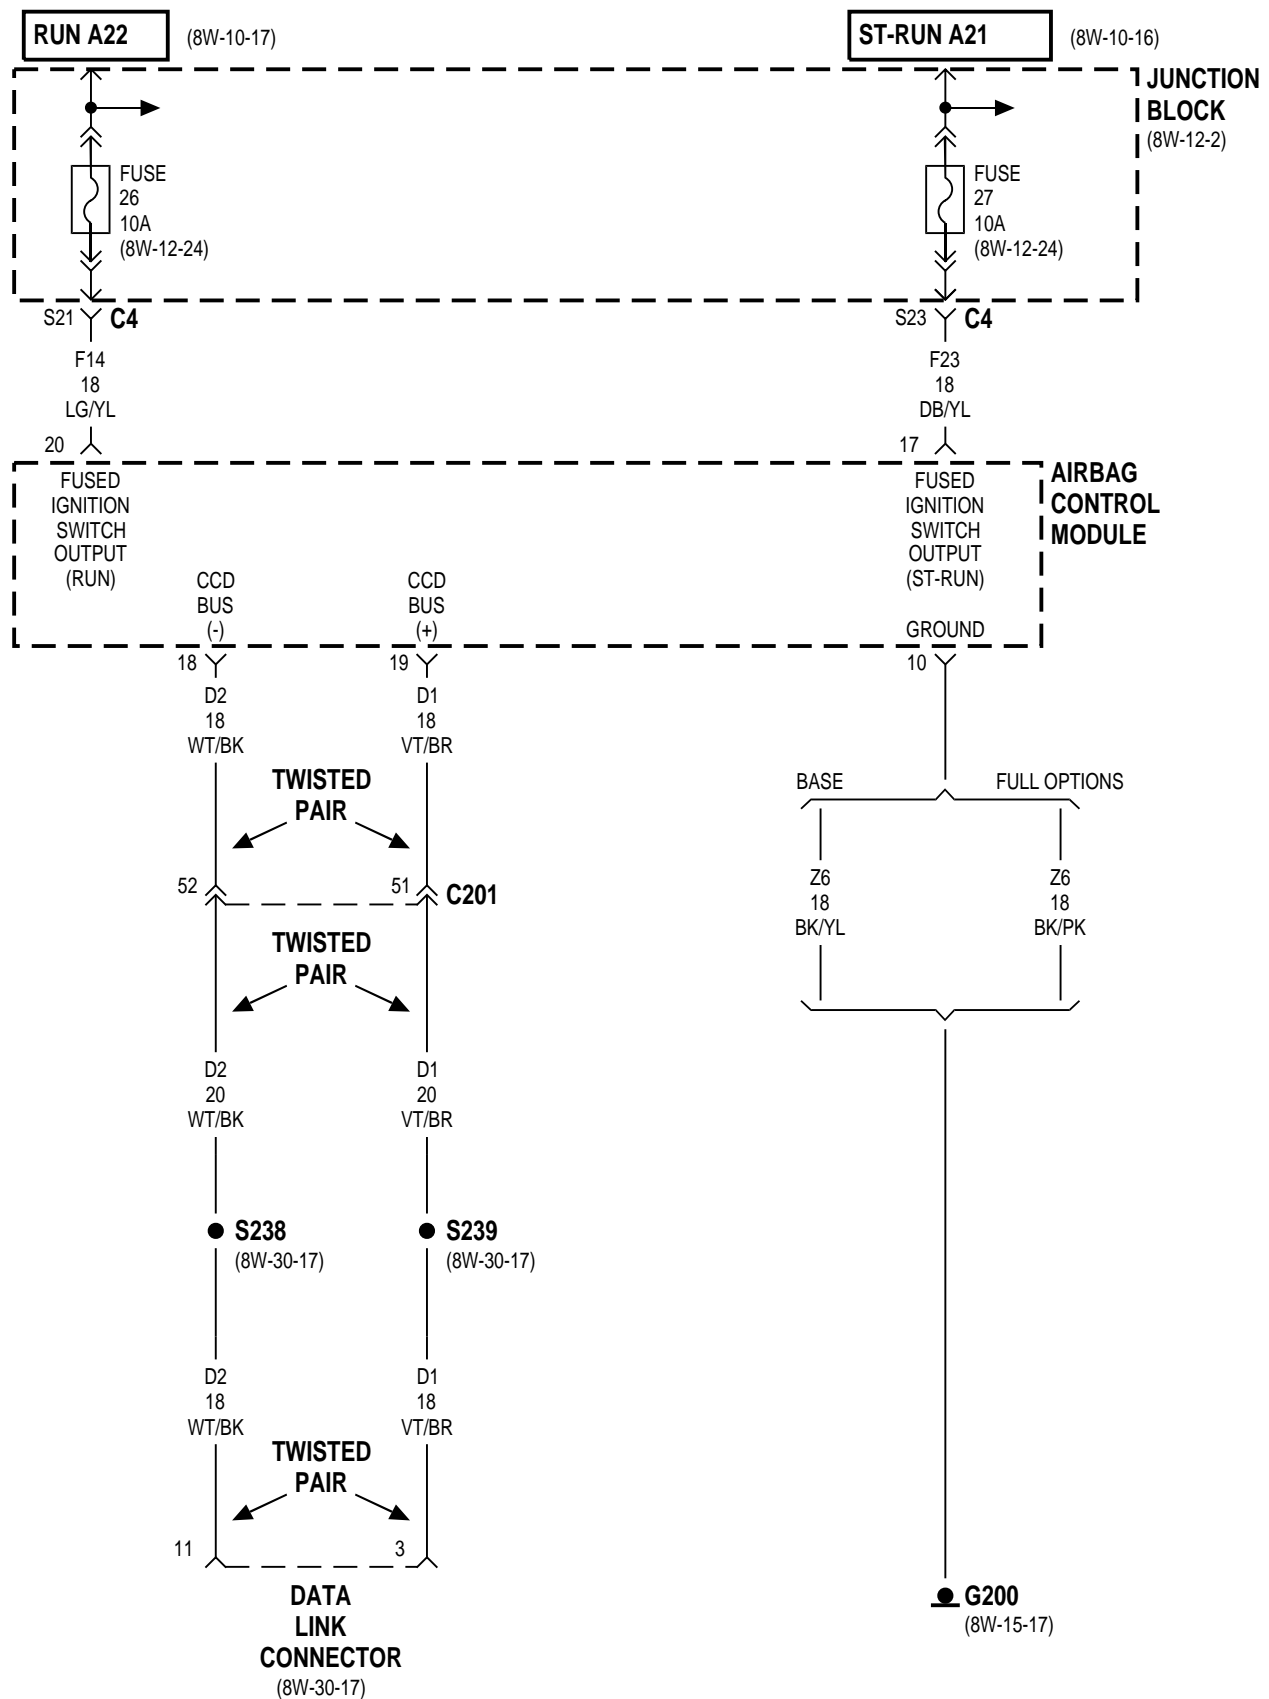 RUN A22
(8W-10-17)
ST-RUN A21
(8W-10-16)
JUNCTION
BLOCK
(8W-12-2)
FUSE
26
10A
(8W-12-24)
FUSE
27
10A
(8W-12-24)
S21
C4
S23
C4
F14
18
LG/YL
F23
18
DB/YL
20
17
AIRBAG
CONTROL
MODULE
FUSED
IGNITION
SWITCH
OUTPUT
(RUN)
FUSED
IGNITION
SWITCH
OUTPUT
(ST-RUN)
CCD
BUS
(-)
CCD
BUS
(+)
GROUND
18
19
10
D2
18
WT/BK
D1
18
VT/BR
TWISTED
PAIR
BASE
FULL OPTIONS
52
51
C201
Z6
18
BK/YL
Z6
18
BK/PK
TWISTED
PAIR
D2
20
WT/BK
D1
20
VT/BR
S238
(8W-30-17)
S239
(8W-30-17)
D2
18
WT/BK
D1
18
VT/BR
TWISTED
PAIR
11
3
DATA
LINK
CONNECTOR
(8W-30-17)
G200
(8W-15-17)